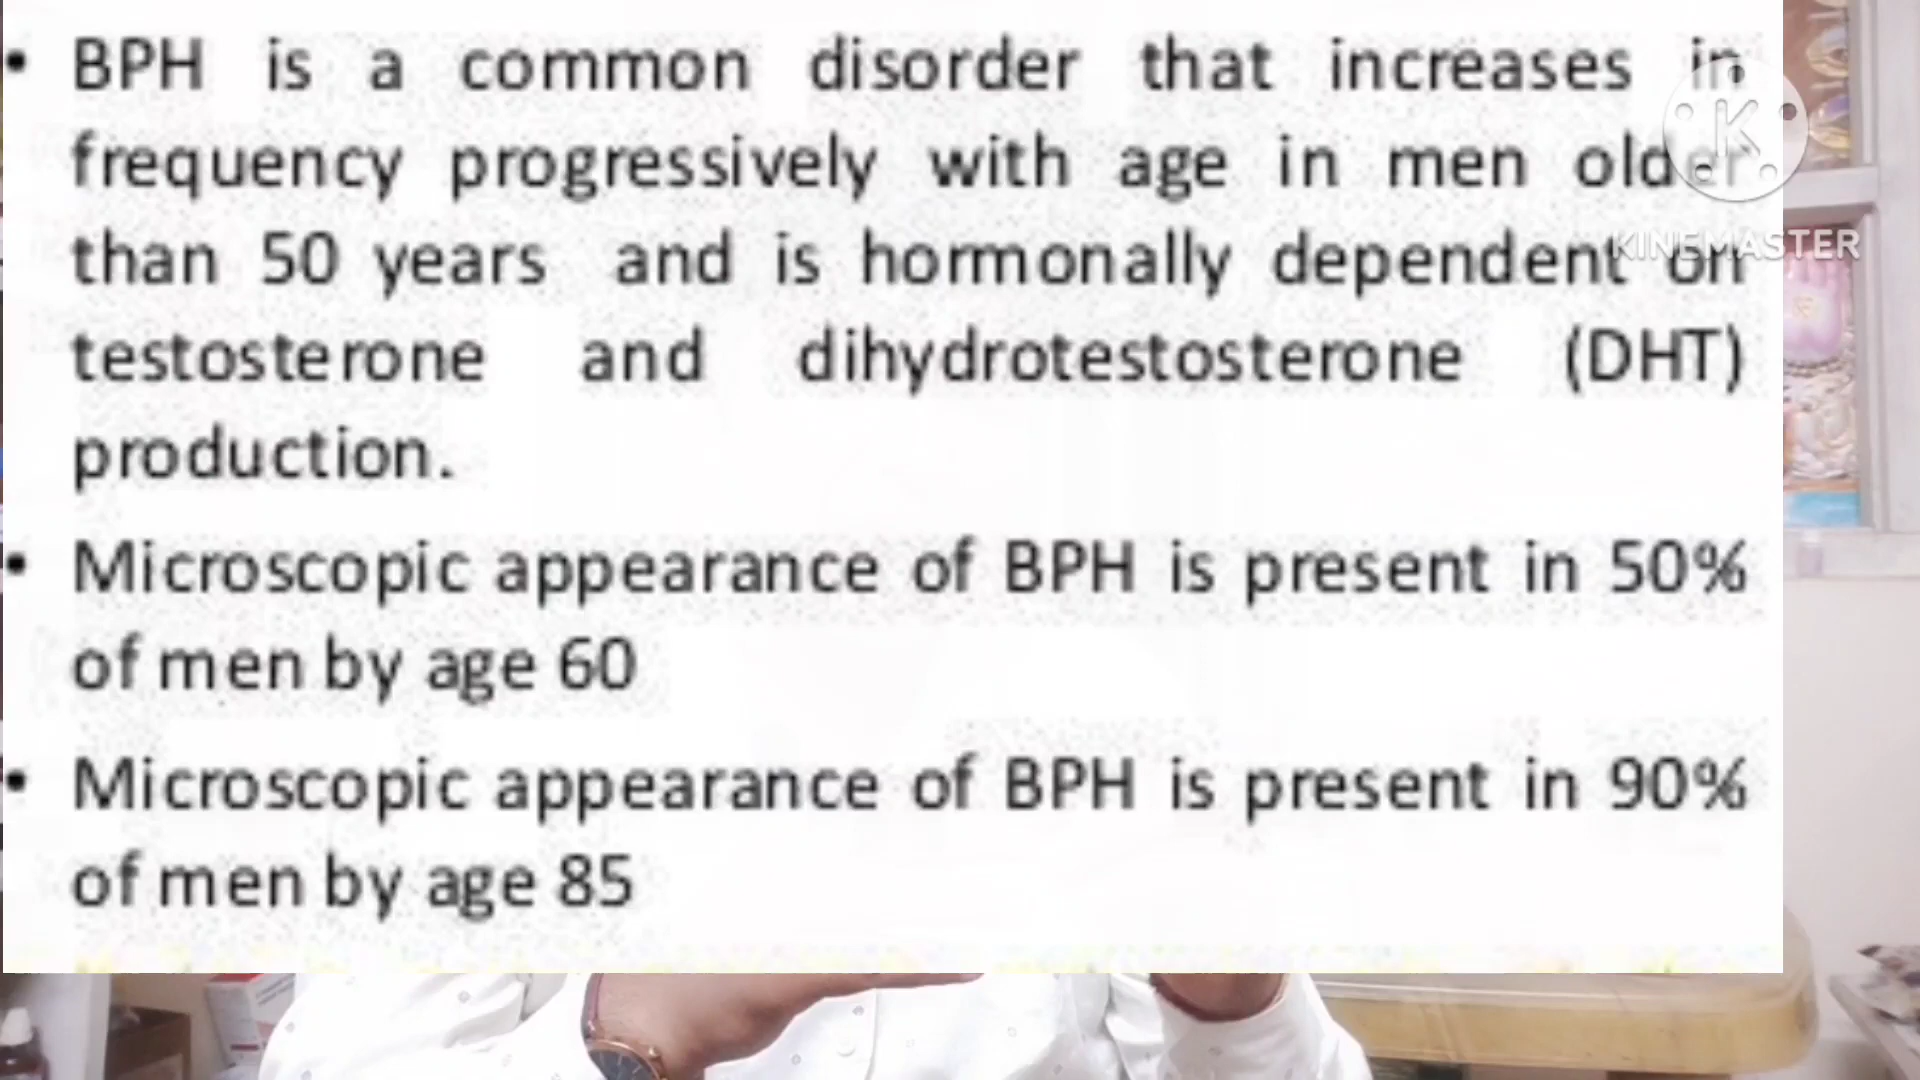 • BPH is a common disorder that increases in
frequency progressively with age in men older
than 50 years and is hormonally dependent on
testosterone and dihydrotestosterone (DHT)
production.
• Microscopic appearance of BPH is present in 50%
of men by age 60
• Microscopic appearance of BPH is present in 90%
of men by age 85
K
KINEMASTER